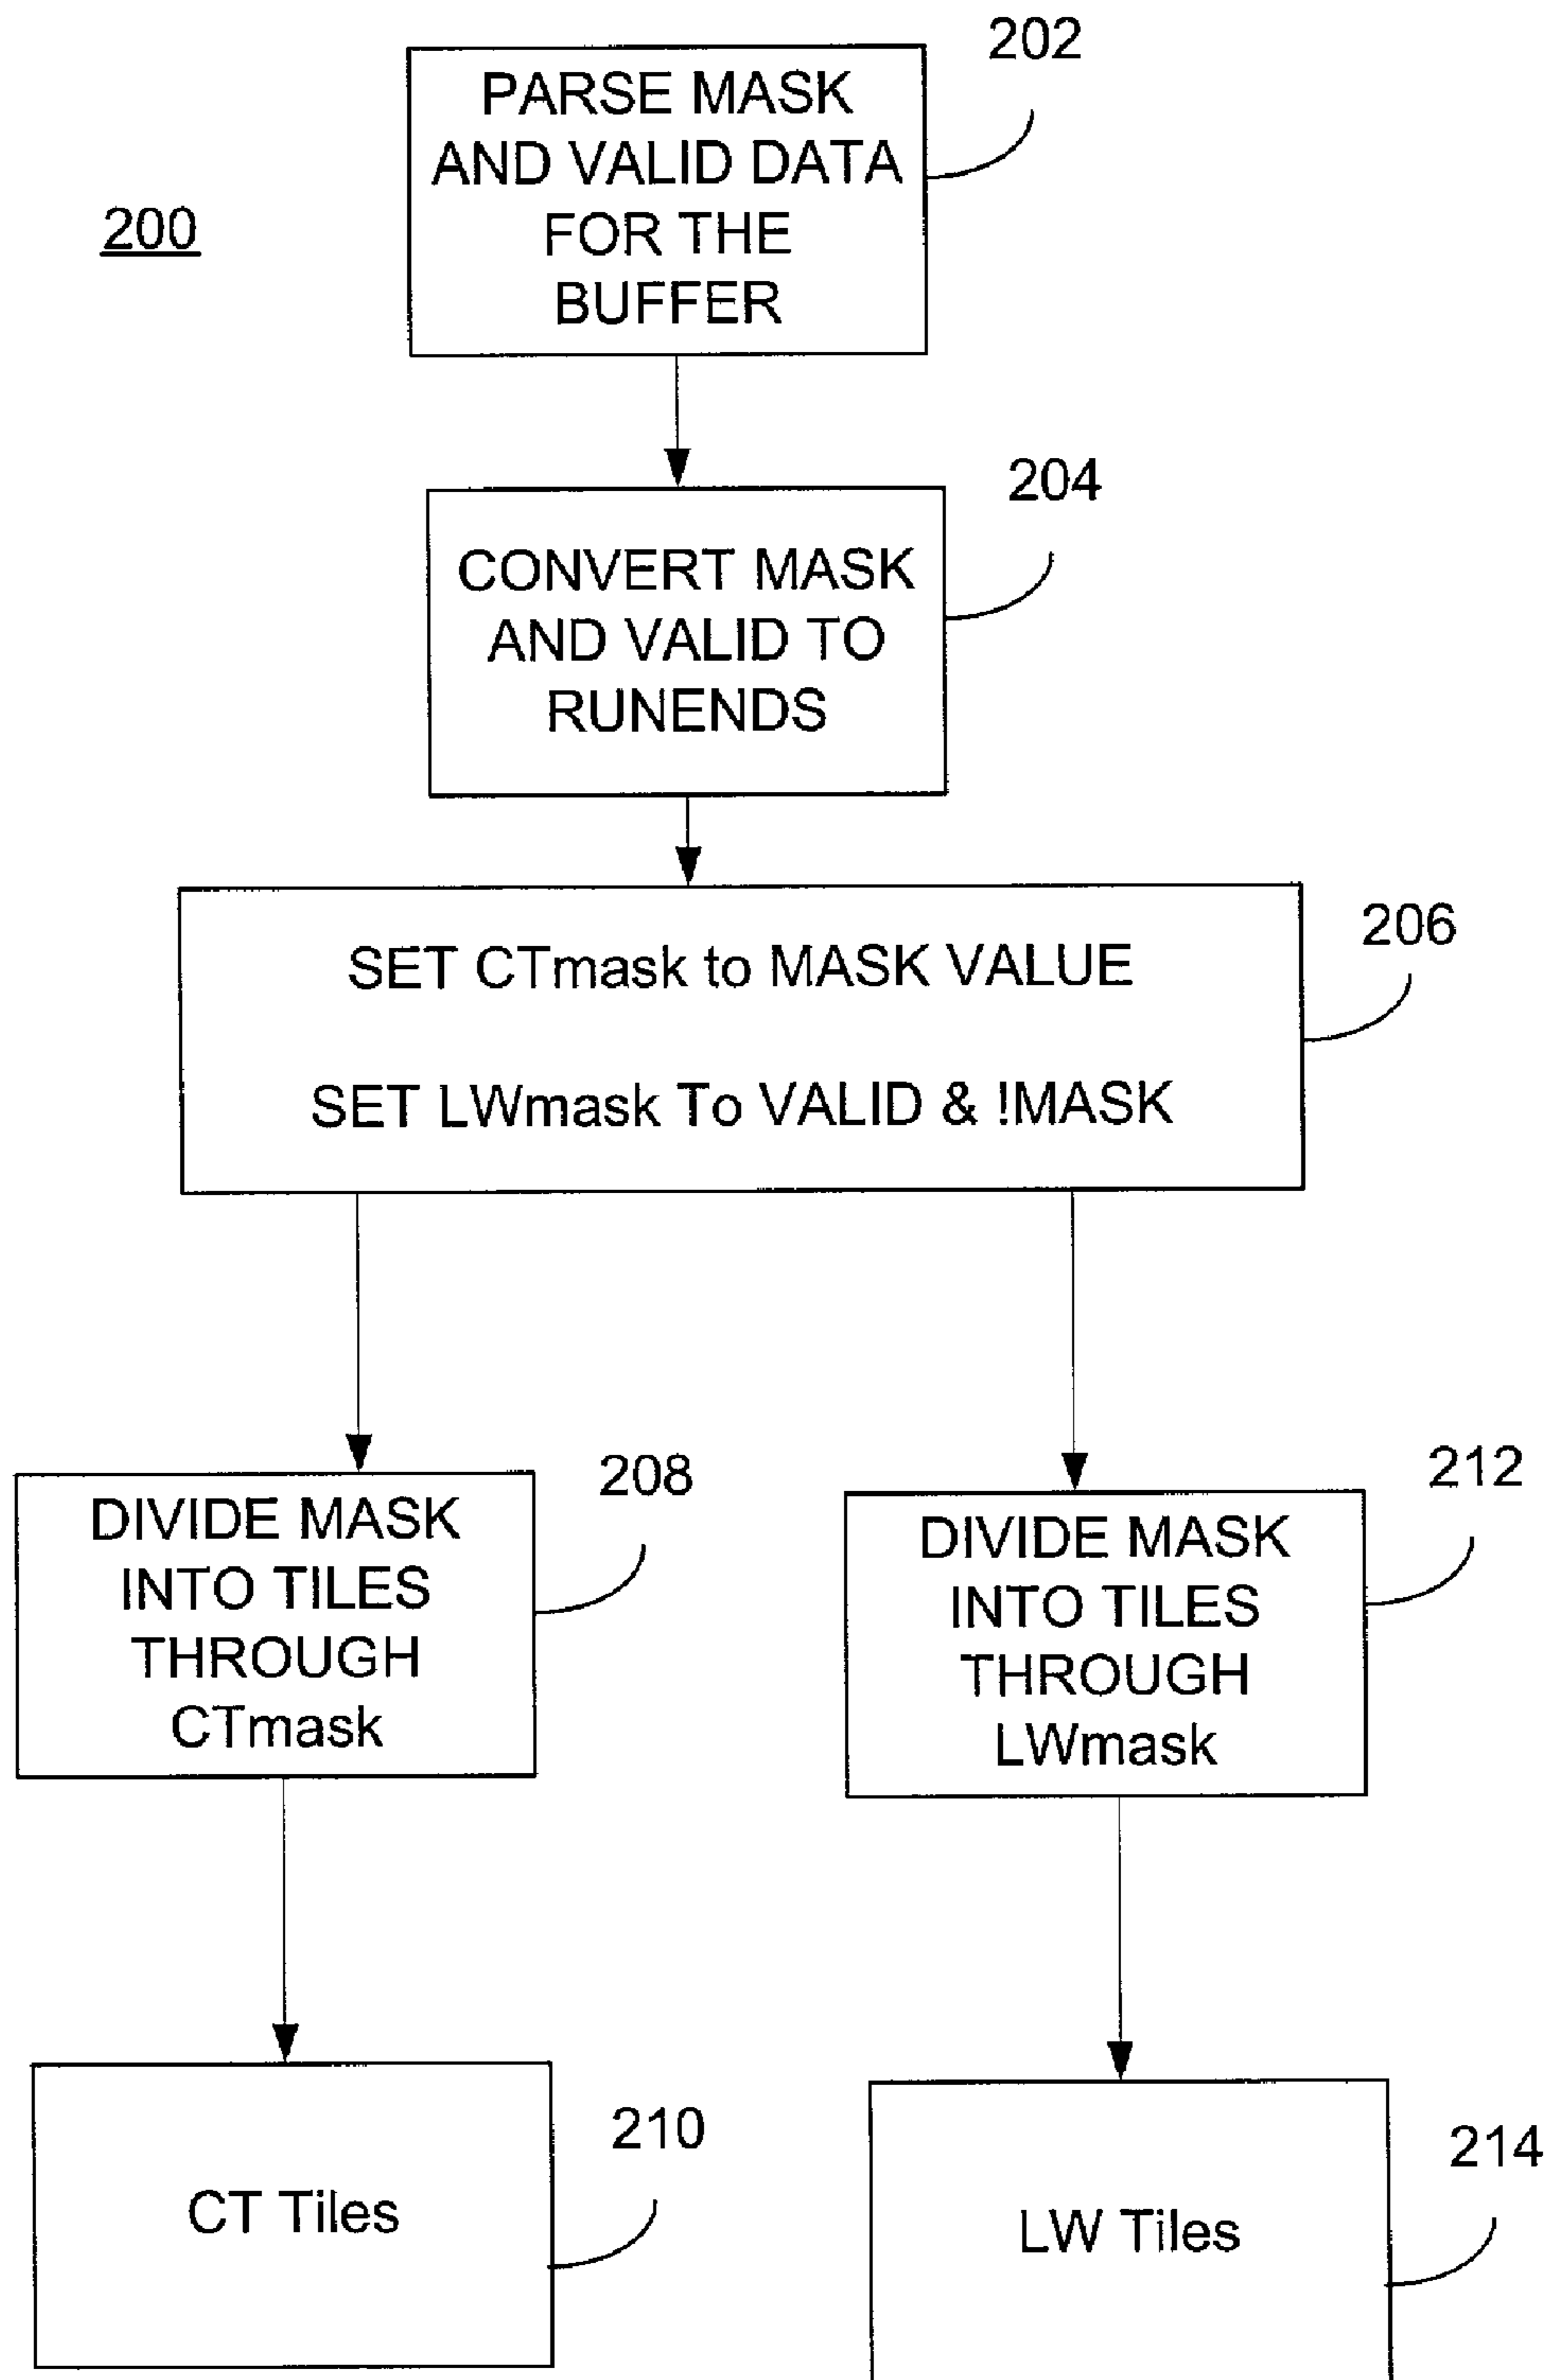 202
PARSE MASK
AND VALID DATA
FOR THE
BUFFER
200
204
CONVERT MASK
AND VALID TO
RUNENDS
206
SET CTmask to MASK VALUE
SET LWmask To VALID & !MASK
208
DIVIDE MASK
INTO TILES
THROUGH
CTmask
212
DIVIDE MASK
INTO TILES
THROUGH
LWmask
210
CT Tiles
214
LW Tiles